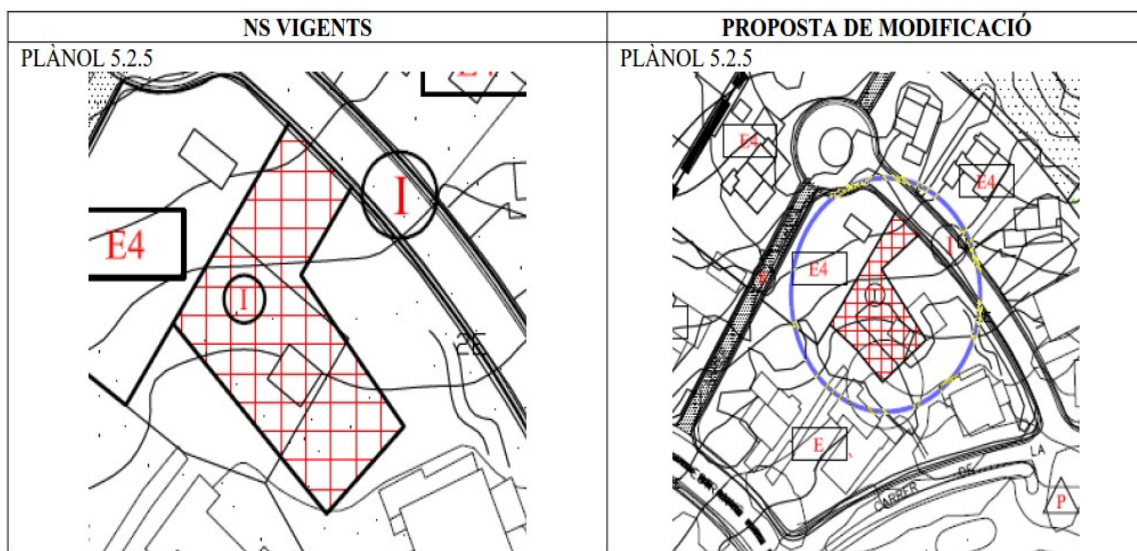 NS VIGENTS
PROPOSTA DE MODIFICACIÓ
PLÀNOL 5.2.5
PLÀNOL 5.2.5
I
E4
I
E4
E4
E4
I
I
E
CARRER DE LA
P